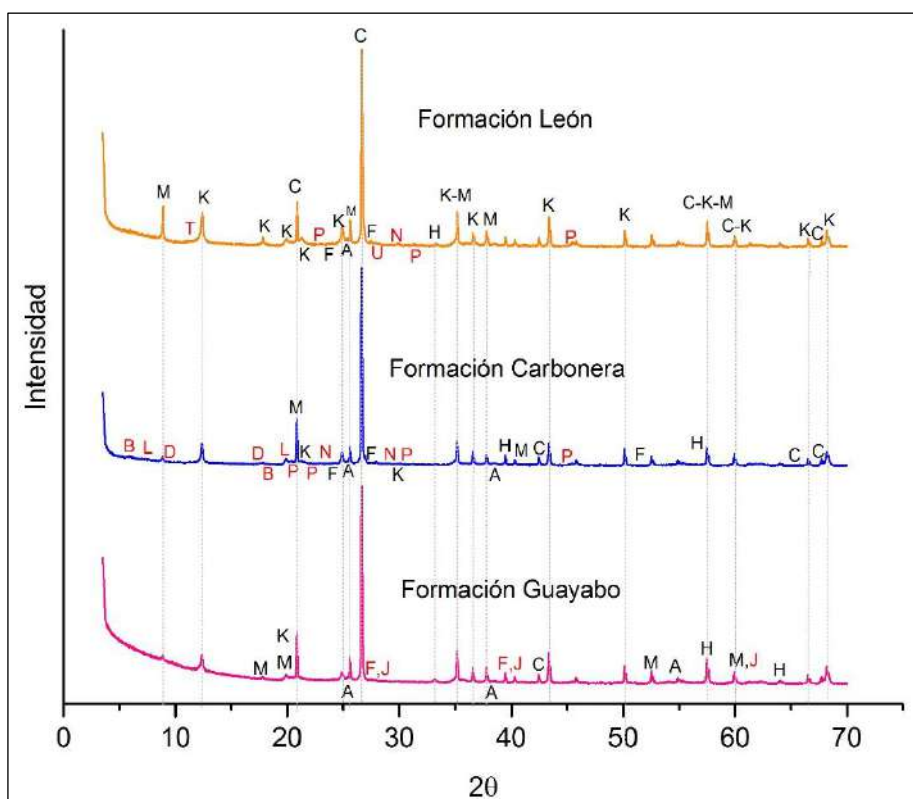 C
Formación León
M
K
C
K-M
C-K-M
K
K
M
K M
K
K
C-K
K
K
T
K
K
P
F
N
H
P
K C
K F
A
U
P
Formación Carbonera
M
B L D
D L K
N
F
N P
H M C
P
F
H
C C
B P P F A
K
A
Formación Guayabo
K
M M
F,J
F,J C
M A
H
M,J
H
A
A
Intensidad
0 10 20 30 40 50 60 70
2θ